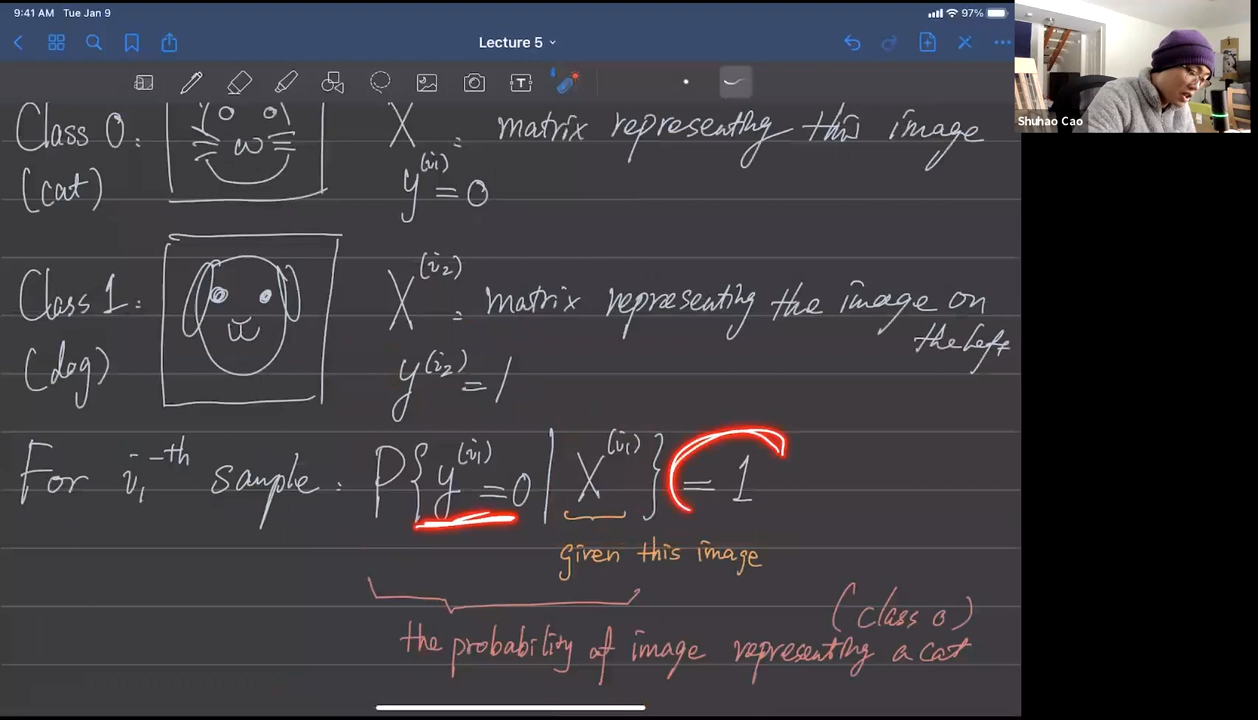 9:41 AM Tue Jan 9
97%
Lecture 5
Shuhao Cao
Class 0:
X : matrix representing this image
(cat)
y^(i₁) = 0
Class 1:
X^(i₂) : matrix representing the image on
the left
(dog)
y^(i₂) = 1
For i₁-th sample : P{y^(i₁) = 0 | X^(i₁)} = 1
given this image
(class 0)
the probability of image representing a cat